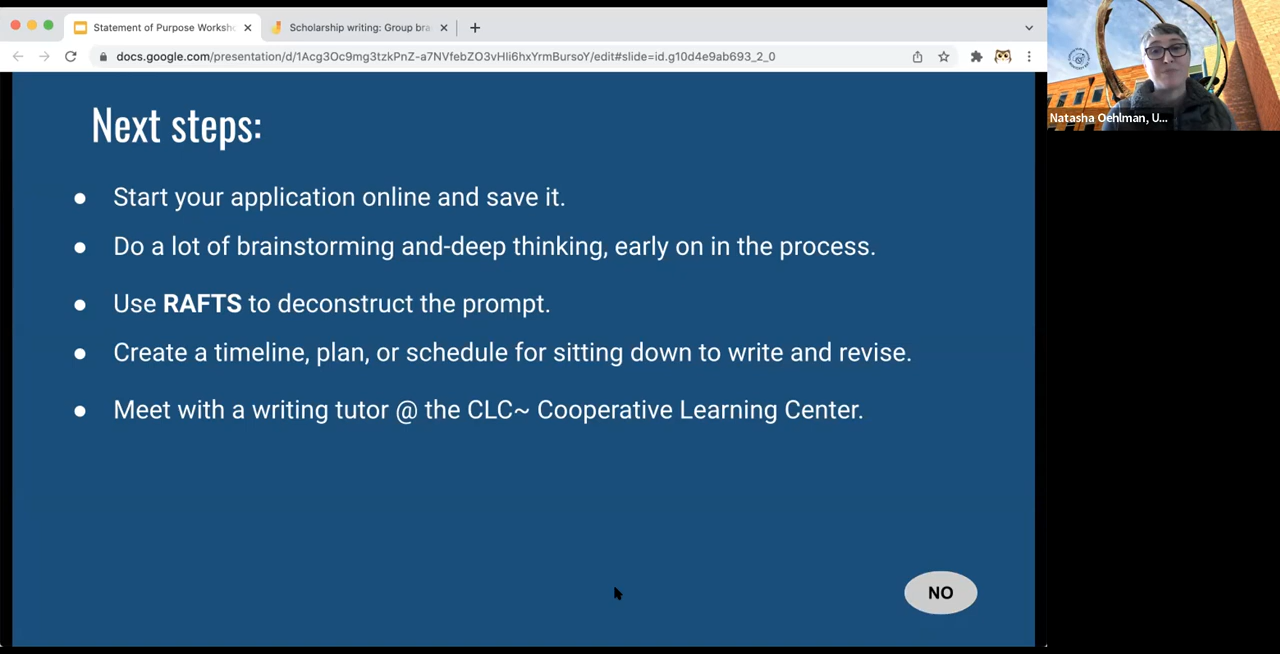 Statement of Purpose Worksho
Scholarship writing: Group bra
docs.google.com/presentation/d/1Acg3Oc9mg3tzkPnZ-a7NVfebZO3vHli6hxYrmBursoY/edit#slide=id.g10d4e9ab693_2_0
Natasha Oehlman, U...
Next steps:
● Start your application online and save it.
● Do a lot of brainstorming and-deep thinking, early on in the process.
● Use RAFTS to deconstruct the prompt.
● Create a timeline, plan, or schedule for sitting down to write and revise.
● Meet with a writing tutor @ the CLC~ Cooperative Learning Center.
NO